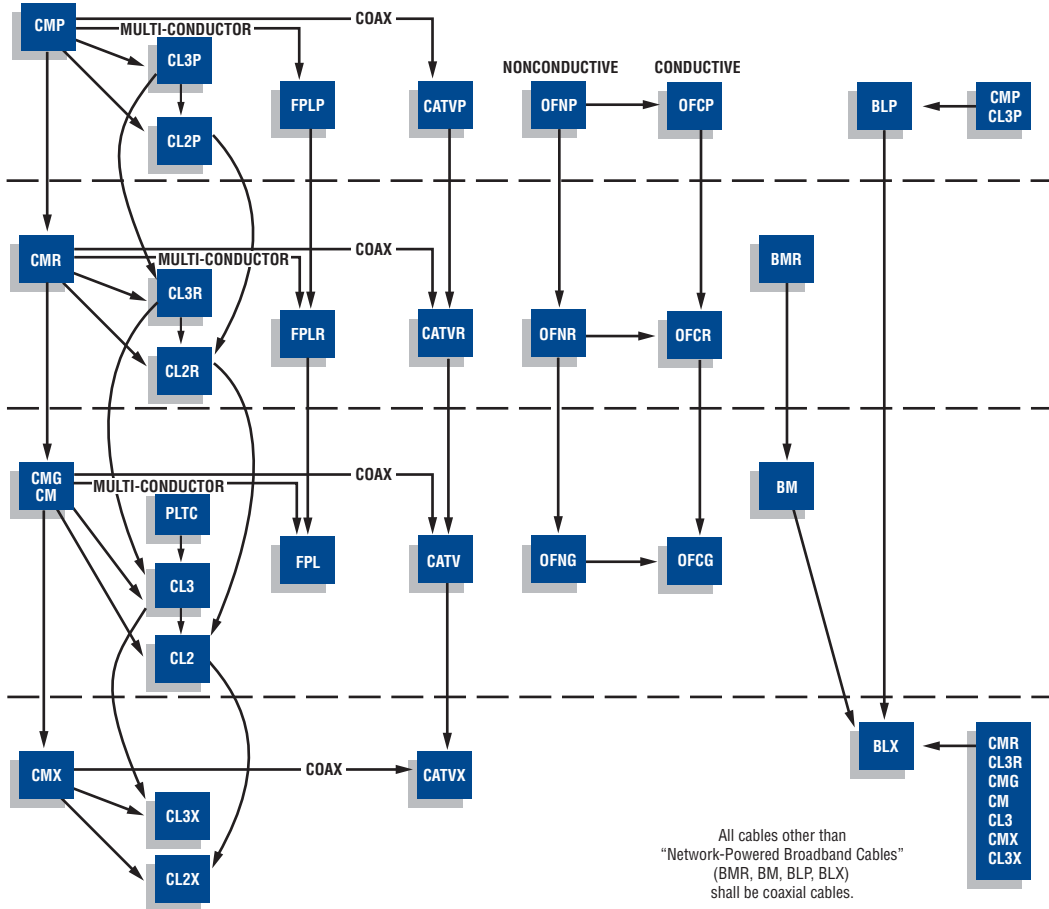 CMP
COAX
MULTI-CONDUCTOR
CL3P
NONCONDUCTIVE
CONDUCTIVE
FPLP
CATVP
OFNP
OFCP
BLP
CMP
CL3P
CL2P
CMR
COAX
MULTI-CONDUCTOR
BMR
CL3R
FPLR
CATVR
OFNR
OFCR
CL2R
CMG
CM
COAX
MULTI-CONDUCTOR
BM
PLTC
FPL
CATV
OFNG
OFCG
CL3
CL2
CMX
COAX
CATVX
BLX
CMR
CL3R
CMG
CM
CL3
CMX
CL3X
CL3X
CL2X
All cables other than
“Network-Powered Broadband Cables”
(BMR, BM, BLP, BLX)
shall be coaxial cables.